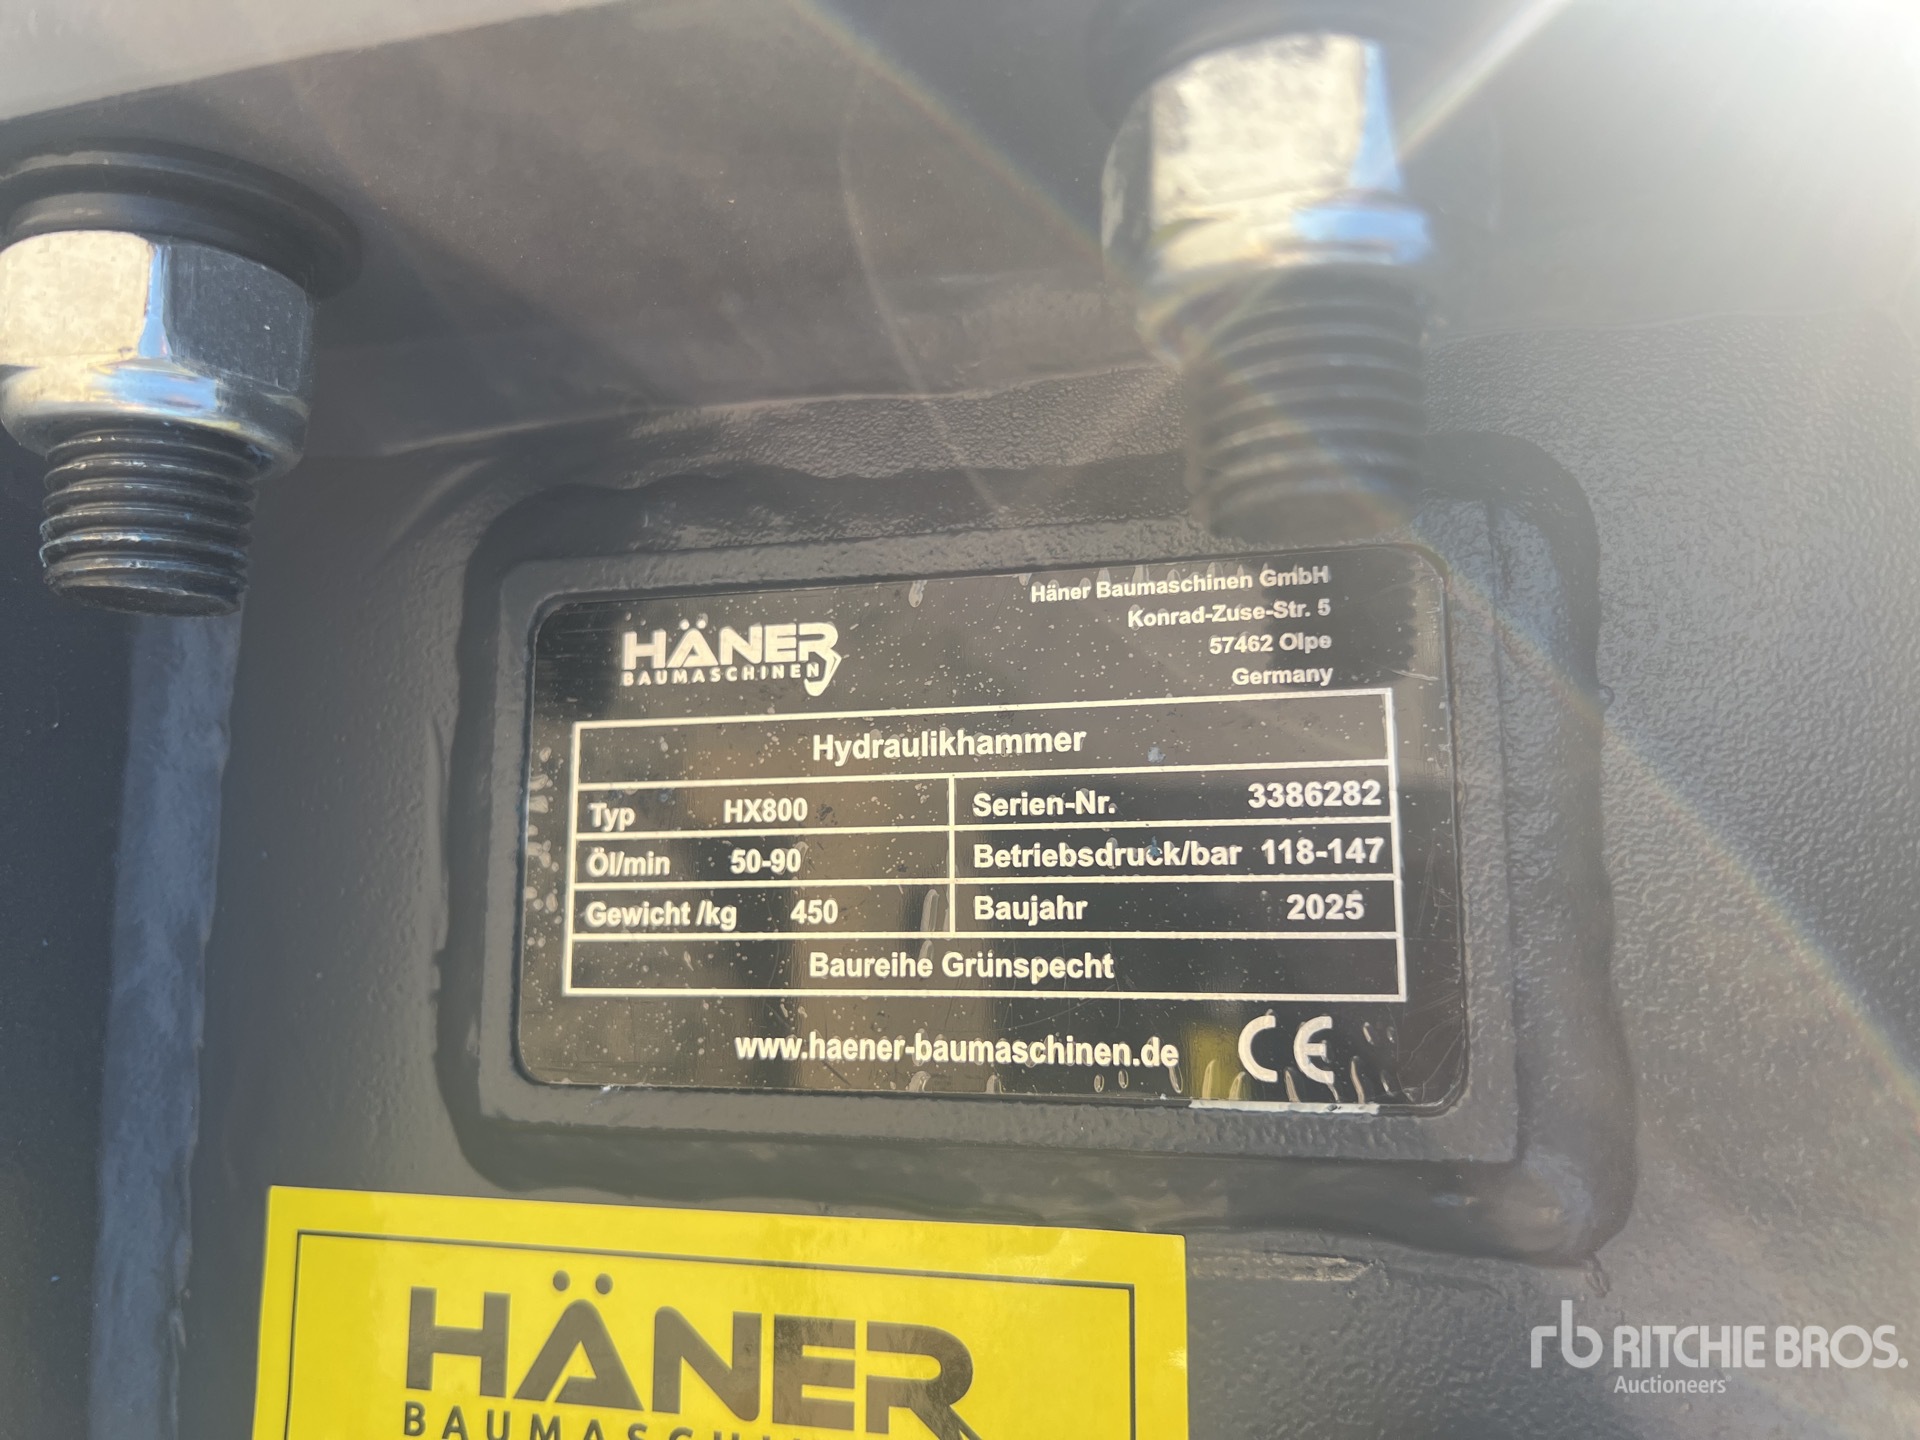 HÄNER
BAUMASCHINEN
Häner Baumaschinen GmbH
Konrad-Zuse-Str. 5
57462 Olpe
Germany
Hydraulikhammer
Typ HX800 Serien-Nr. 3386282
Öl/min 50-90 Betriebsdruck/bar 118-147
Gewicht /kg 450 Baujahr 2025
Baureihe Grünspecht
www.haener-baumaschinen.de CE
HÄNER
rb RITCHIE BROS.
Auctioneers